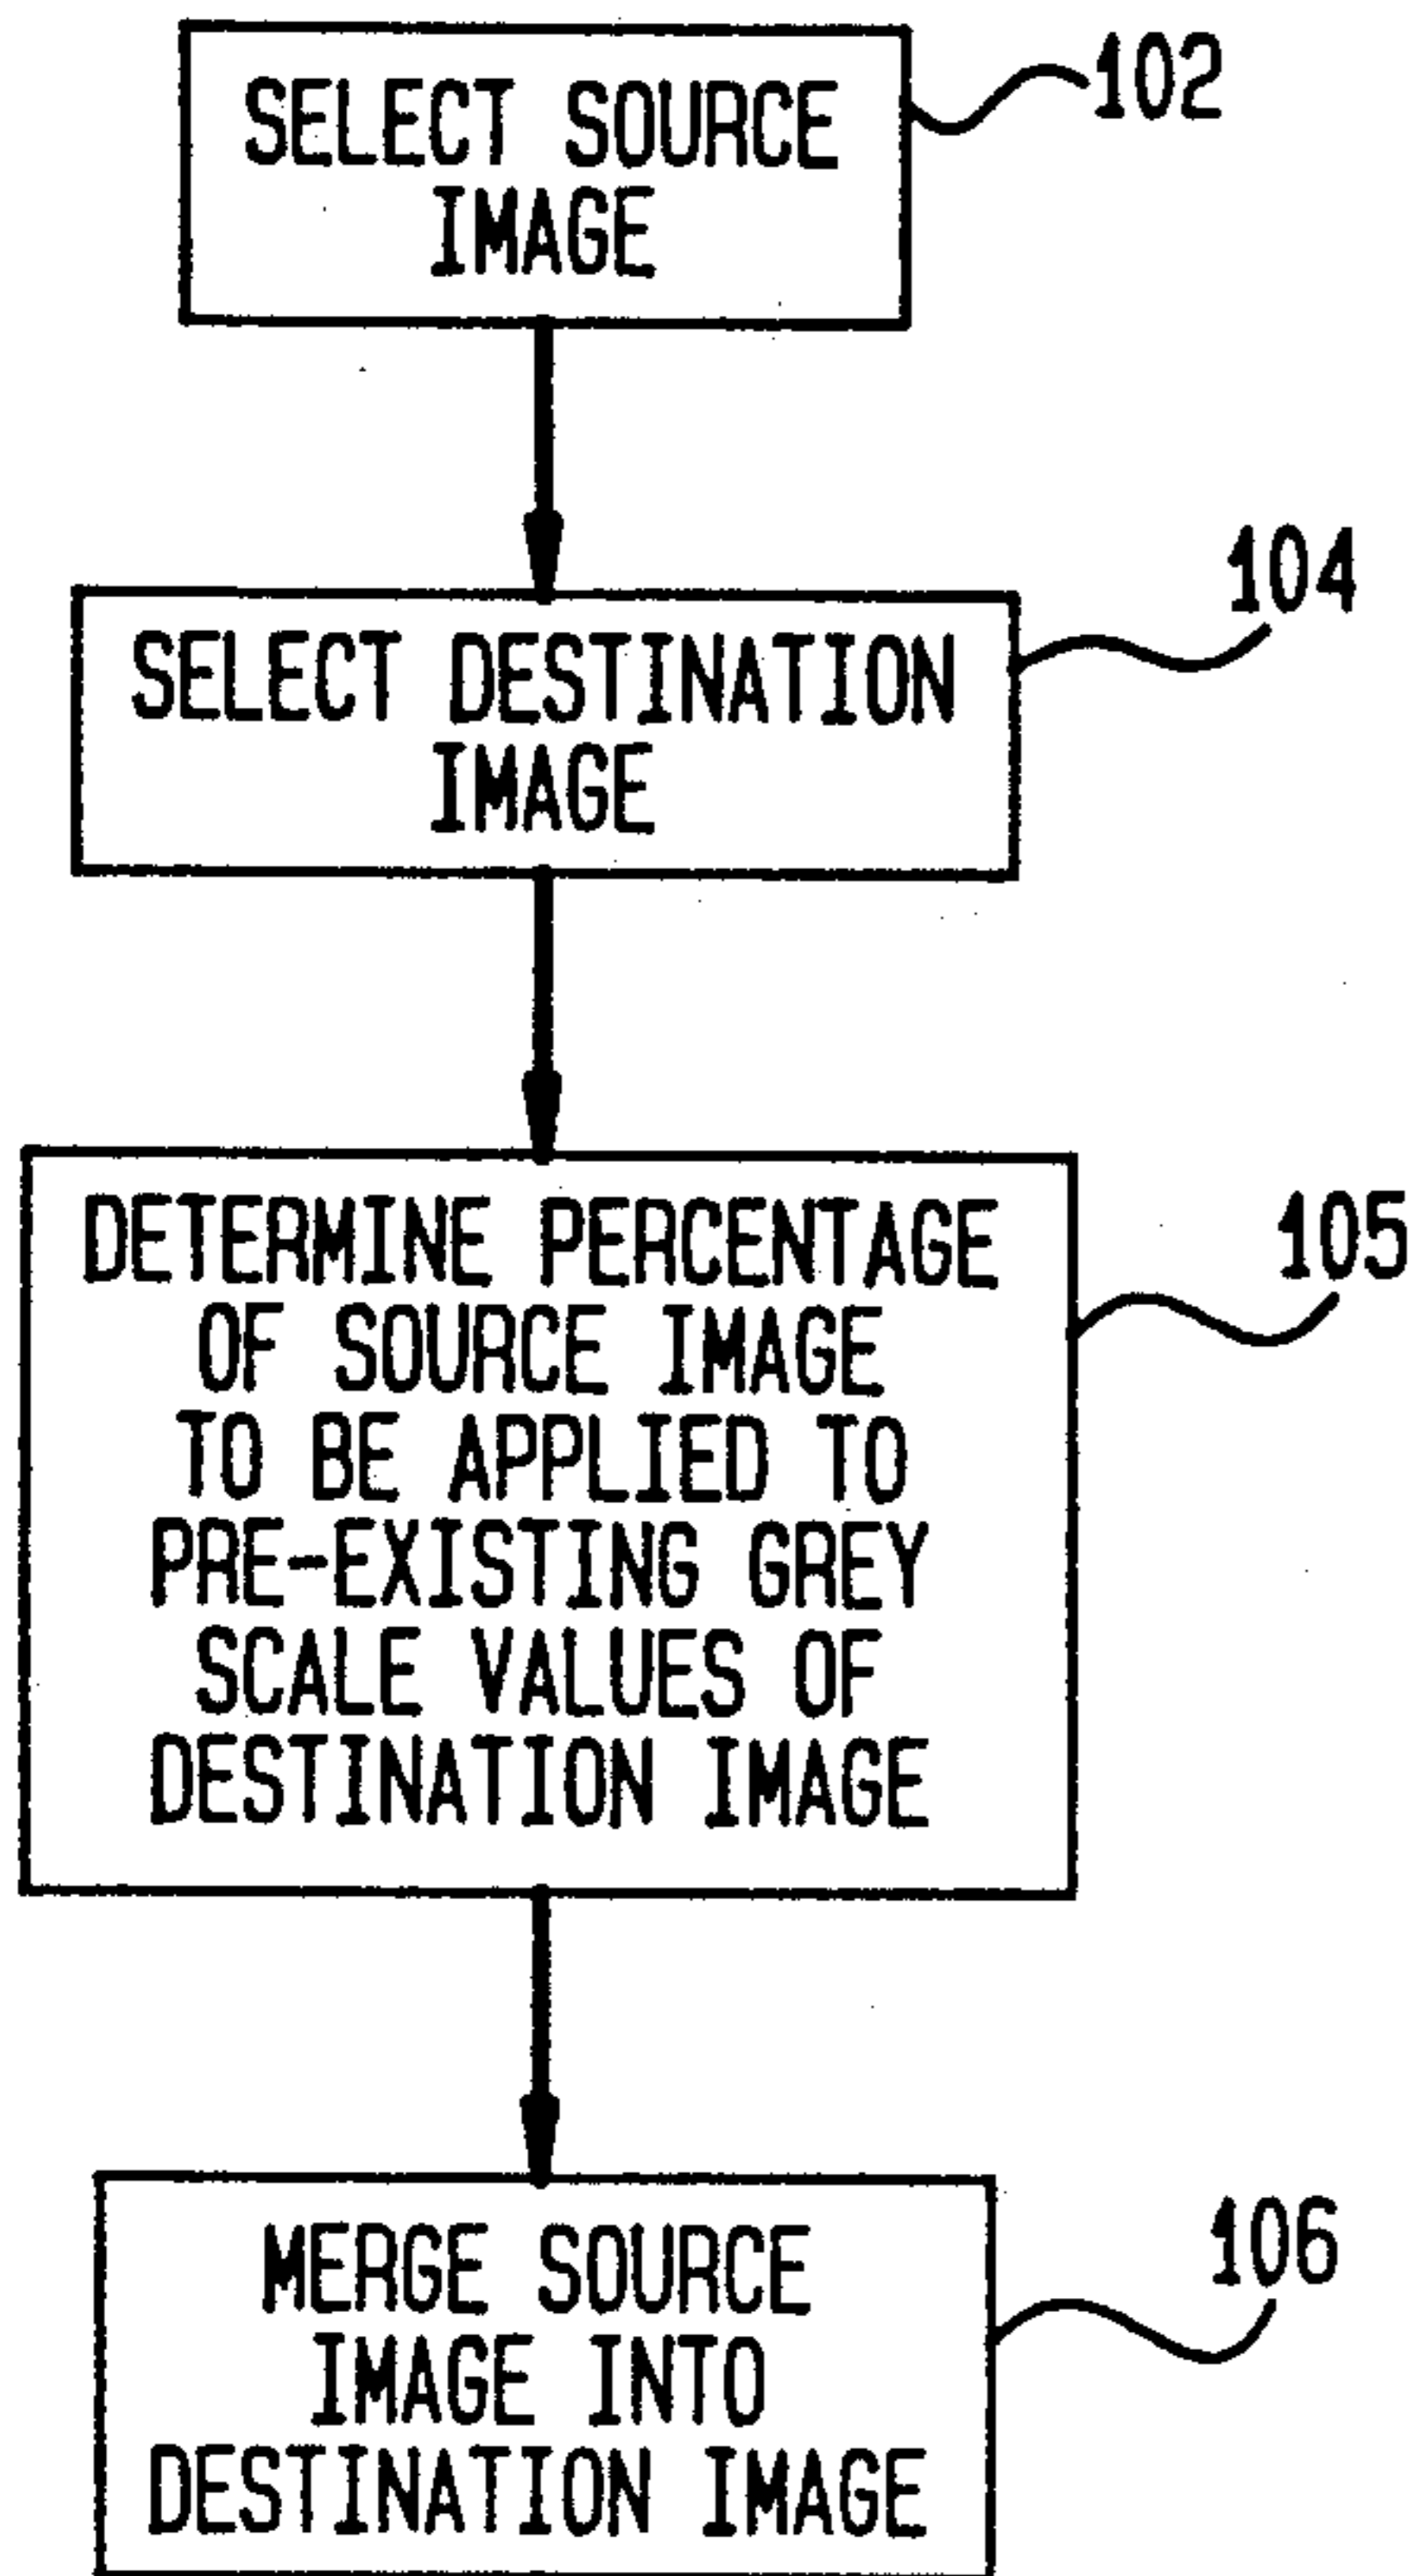 SELECT SOURCE
IMAGE
102
SELECT DESTINATION
IMAGE
104
DETERMINE PERCENTAGE
OF SOURCE IMAGE
TO BE APPLIED TO
PRE-EXISTING GREY
SCALE VALUES OF
DESTINATION IMAGE
105
MERGE SOURCE
IMAGE INTO
DESTINATION IMAGE
106